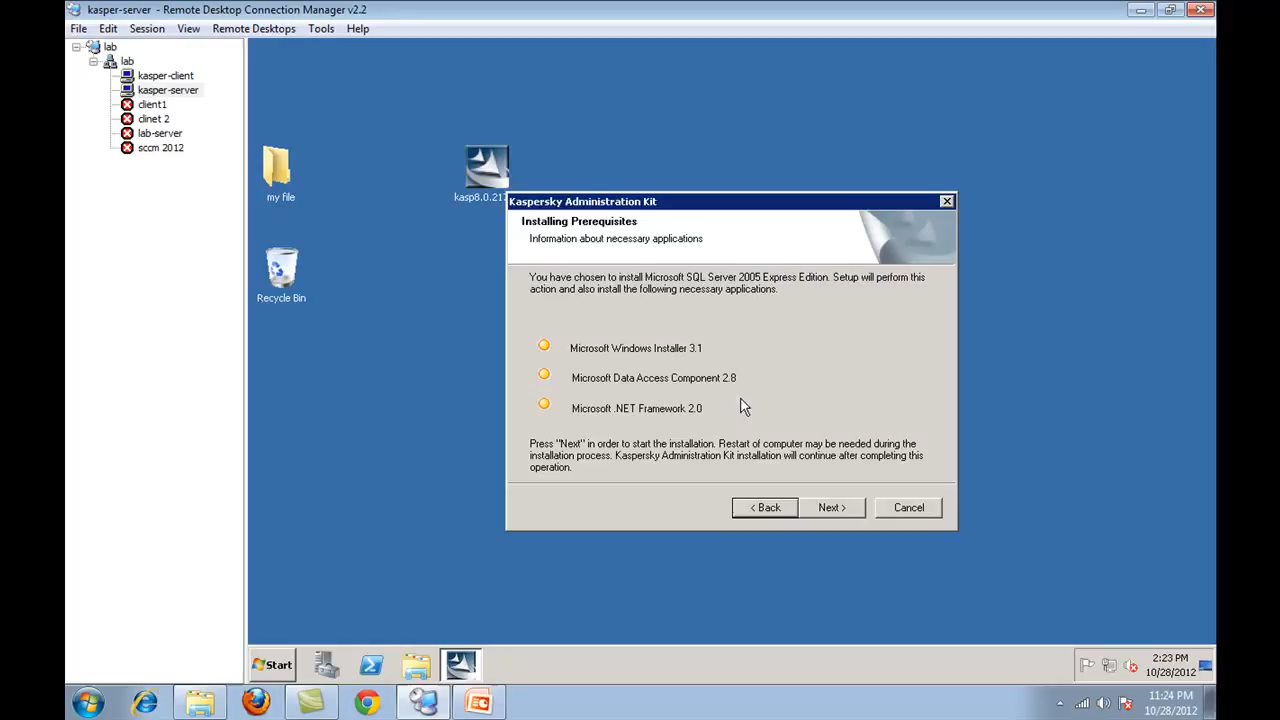 kasper-server - Remote Desktop Connection Manager v2.2
File Edit Session View Remote Desktops Tools Help
lab
lab
kasper-client
kasper-server
client1
clinet 2
lab-server
sccm 2012
my file
kasp8.0.21
Recycle Bin
Kaspersky Administration Kit
Installing Prerequisites
Information about necessary applications
You have chosen to install Microsoft SQL Server 2005 Express Edition. Setup will perform this
action and also install the following necessary applications.
Microsoft Windows Installer 3.1
Microsoft Data Access Component 2.8
Microsoft .NET Framework 2.0
Press "Next" in order to start the installation. Restart of computer may be needed during the
installation process. Kaspersky Administration Kit installation will continue after completing this
operation.
< Back Next > Cancel
Start
2:23 PM
10/28/2012
11:24 PM
10/28/2012